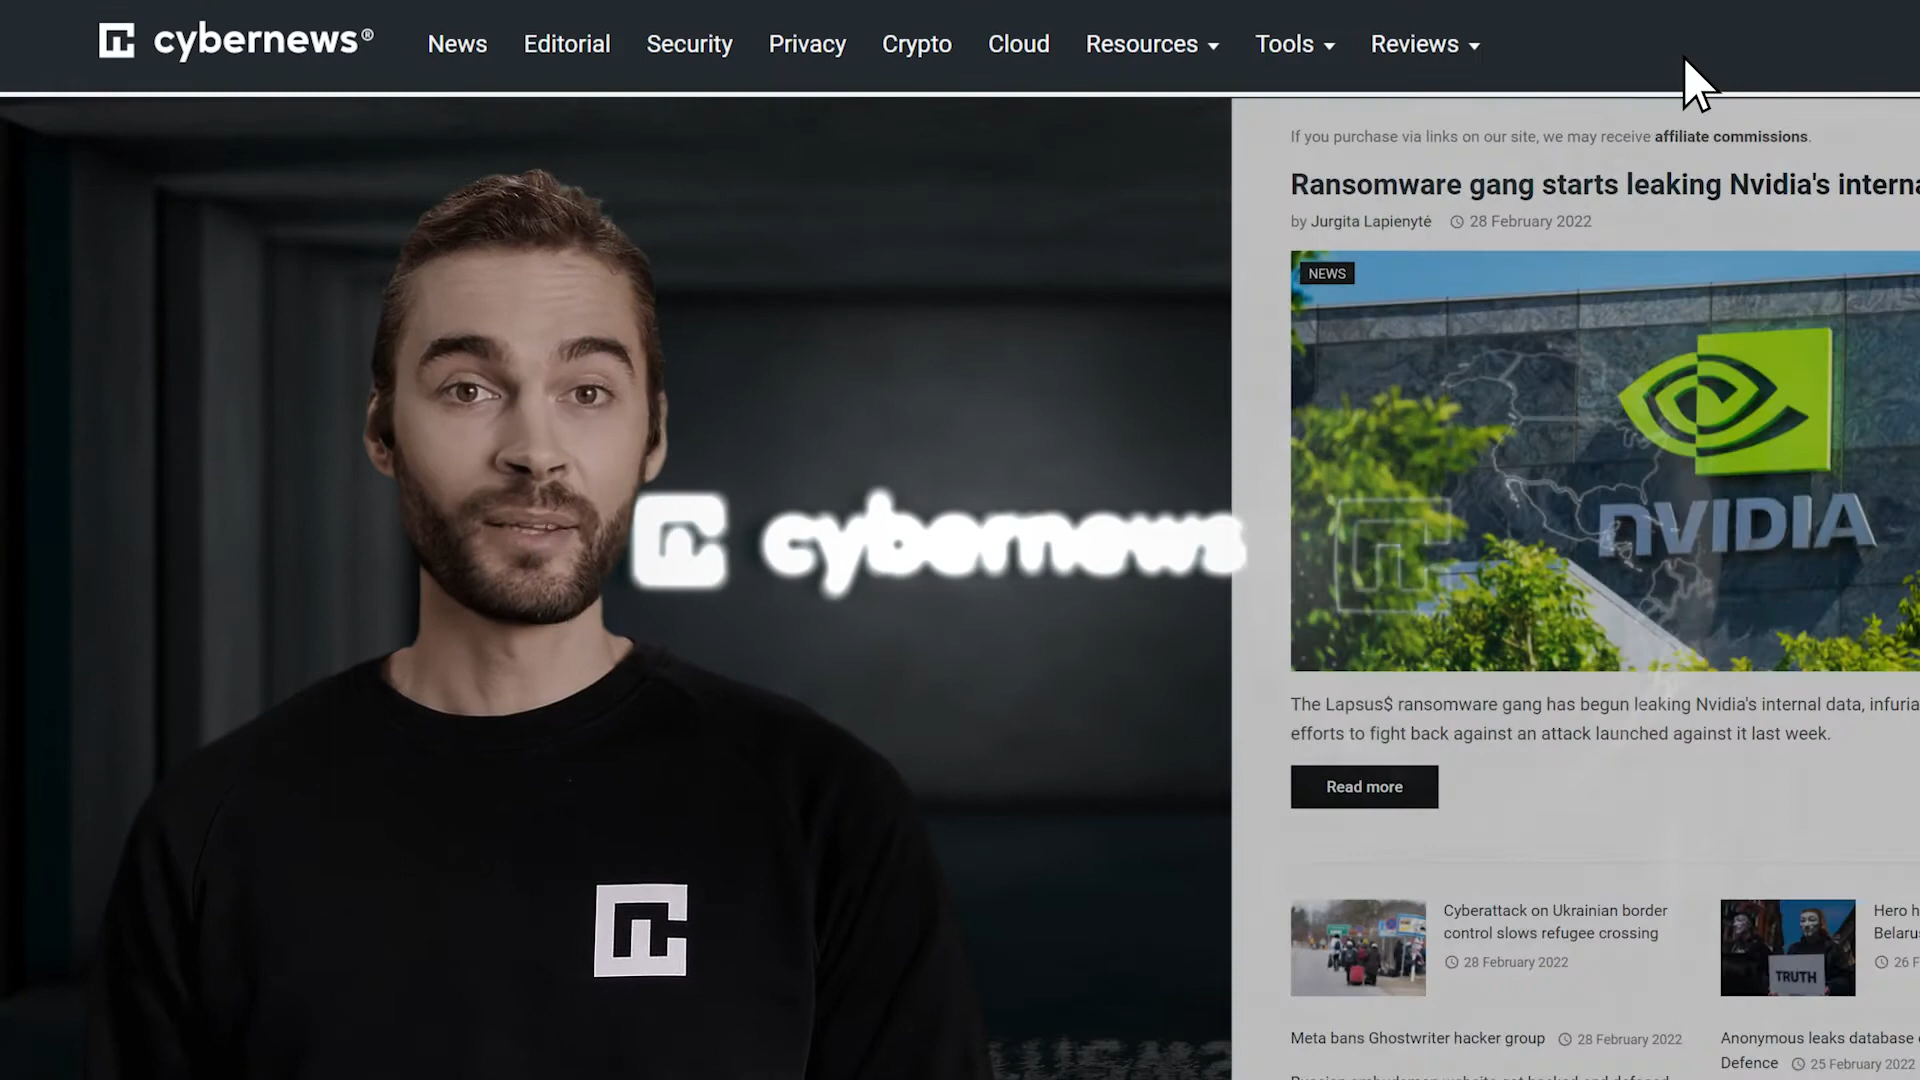 cybernews®
News Editorial Security Privacy Crypto Cloud Resources Tools Reviews
If you purchase via links on our site, we may receive affiliate commissions.
Ransomware gang starts leaking Nvidia's
by Jurgita Lapienytė 28 February 2022
NEWS
NVIDIA
cybernews
The Lapsus$ ransomware gang has begun leaking Nvidia's internal data,
efforts to fight back against an attack launched against it last week.
Read more
Cyberattack on Ukrainian border
control slows refugee crossing
28 February 2022
TRUTH
Hero
26
Meta bans Ghostwriter hacker group 28 February 2022
Anonymous leaks database
Defence 25 February 2022